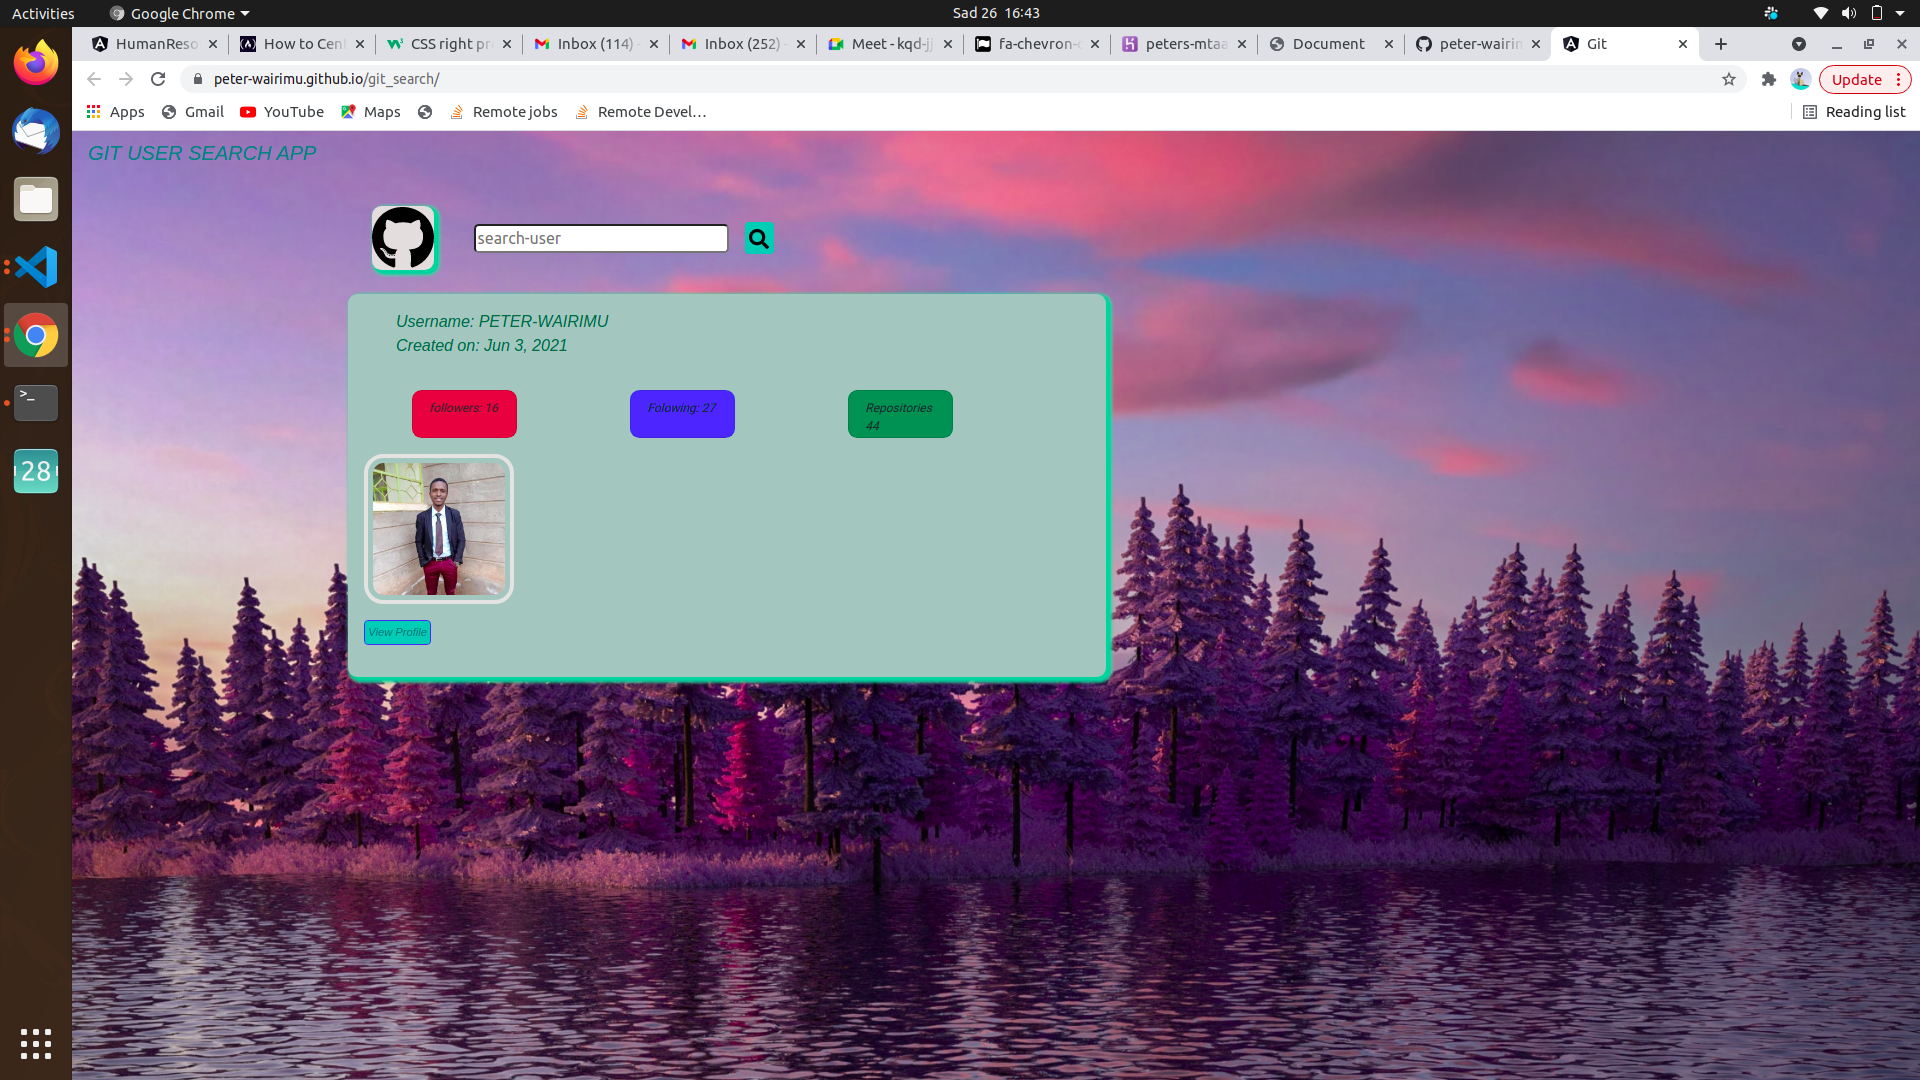 Activities
Google Chrome
Sad 26 16:43
HumanReso
How to Cen
CSS right pr
Inbox (114) -
Inbox (252) -
Meet - kqd-jj
fa-chevron-c
peters-mtaa
Document
peter-wairim
Git
peter-wairimu.github.io/git_search/
Update
Apps
Gmail
YouTube
Maps
Remote jobs
Remote Devel...
Reading list
GIT USER SEARCH APP
search-user
Username: PETER-WAIRIMU
Created on: Jun 3, 2021
followers: 16
Folowing: 27
Repositories
44
View Profile
>_
28